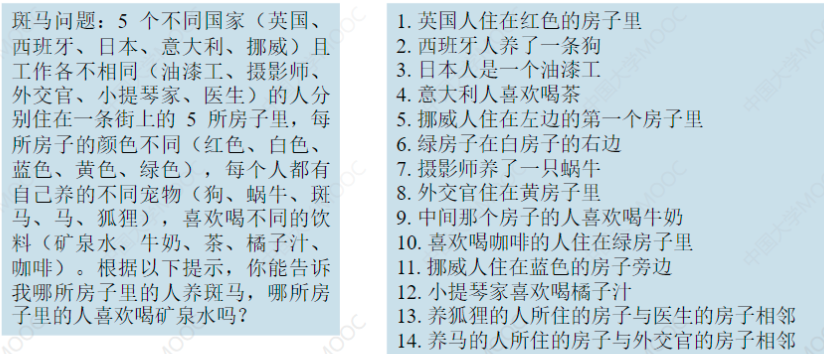 斑马问题：5 个不同国家（英国、
西班牙、日本、意大利、挪威）且
工作各不相同（油漆工、摄影师、
外交官、小提琴家、医生）的人分
别住在一条街上的 5 所房子里，每
所房子的颜色不同（红色、白色、
蓝色、黄色、绿色），每个人都有
自己养的不同宠物（狗、蜗牛、斑
马、马、狐狸），喜欢喝不同的饮
料（矿泉水、牛奶、茶、橘子汁、
咖啡）。根据以下提示，你能告诉
我哪所房子里的人养斑马，哪所房
子里的人喜欢喝矿泉水吗？
1. 英国人住在红色的房子里
2. 西班牙人养了一条狗
3. 日本人是一个油漆工
4. 意大利人喜欢喝茶
5. 挪威人住在左边的第一个房子里
6. 绿房子在白房子的右边
7. 摄影师养了一只蜗牛
8. 外交官住在黄房子里
9. 中间那个房子的人喜欢喝牛奶
10. 喜欢喝咖啡的人住在绿房子里
11. 挪威人住在蓝色的房子旁边
12. 小提琴家喜欢喝橘子汁
13. 养狐狸的人所住的房子与医生的房子相邻
14. 养马的人所住的房子与外交官的房子相邻
中国大学MOOC